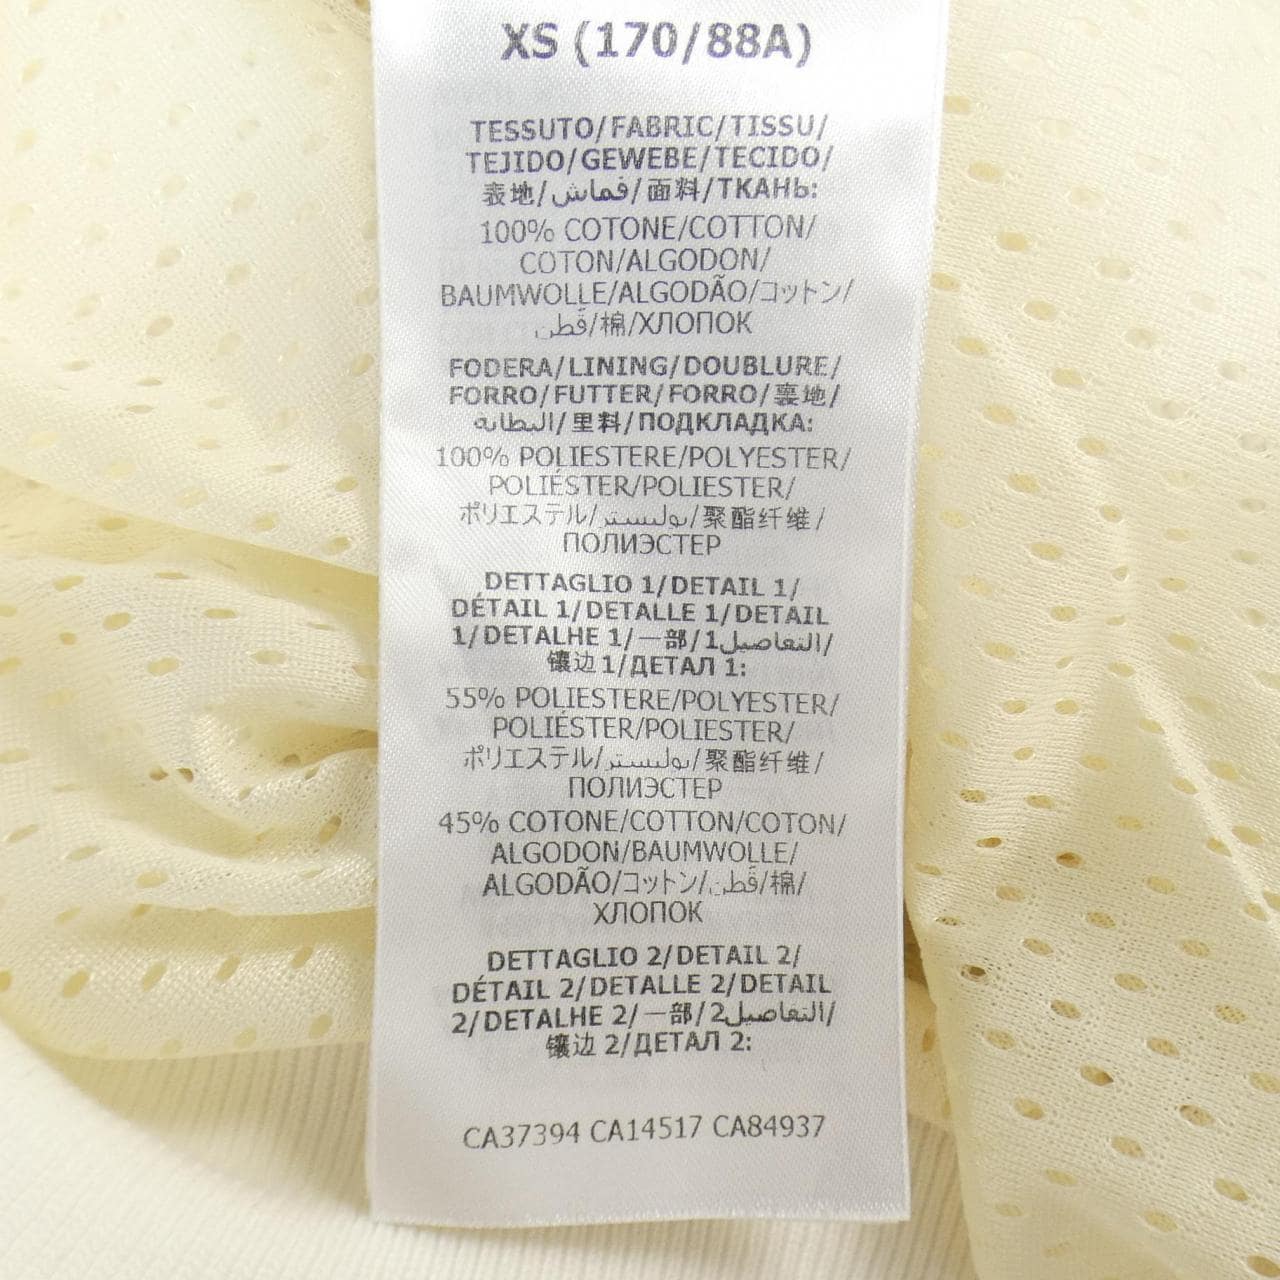 XS (170/88A)
TESSUTO/FABRIC/TISSU/
TEJIDO/GEWEBE/TECIDO/
表地/قماش/面料/ТКАНЬ:
100% COTONE/COTTON/
COTON/ALGODON/
BAUMWOLLE/ALGODÃO/コットン/
قطن/棉/ХЛОПОК
FODERA/LINING/DOUBLURE/
FORRO/FUTTER/FORRO/裏地/
البطانة/里料/ПОДКЛАДКА:
100% POLIESTERE/POLYESTER/
POLIÉSTER/POLIESTER/
ポリエステル/بوليستر/聚酯纤维/
ПОЛИЭСТЕР
DETTAGLIO 1/DETAIL 1/
DÉTAIL 1/DETALLE 1/DETAIL
1/DETALHE 1/一部/1التفاصيل/
镶边1/ДЕТАЛ 1:
55% POLIESTERE/POLYESTER/
POLIÉSTER/POLIESTER/
ポリエステル/بوليستر/聚酯纤维/
ПОЛИЭСТЕР
45% COTONE/COTTON/COTON/
ALGODON/BAUMWOLLE/
ALGODÃO/コットン/قطن/棉/
ХЛОПОК
DETTAGLIO 2/DETAIL 2/
DÉTAIL 2/DETALLE 2/DETAIL
2/DETALHE 2/一部/2التفاصيل/
镶边 2/ДЕТАЛ 2:
CA37394 CA14517 CA84937